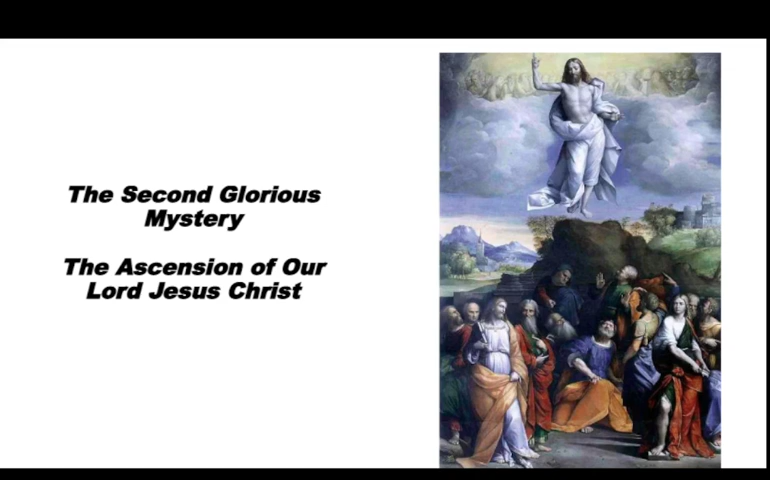 The Second Glorious
Mystery
The Ascension of Our
Lord Jesus Christ